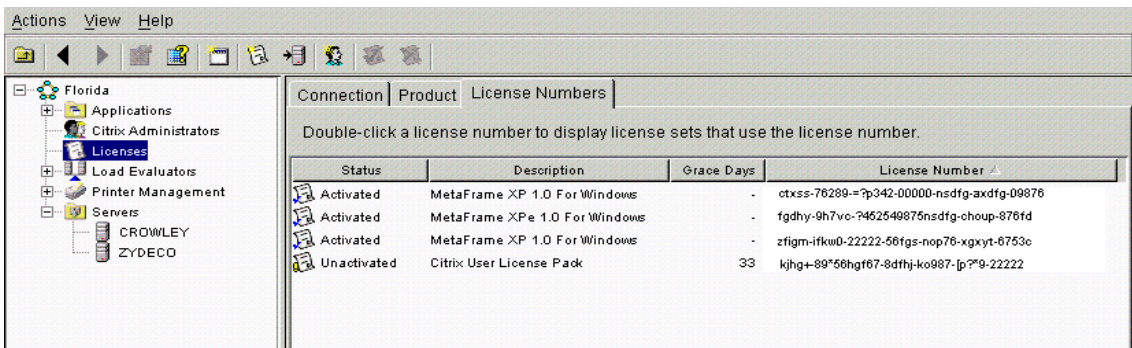 Actions View Help
Florida
Applications
Citrix Administrators
Licenses
Load Evaluators
Printer Management
Servers
CROWLEY
ZYDECO
Connection Product License Numbers
Double-click a license number to display license sets that use the license number.
Status Description Grace Days License Number
Activated MetaFrame XP 1.0 For Windows - ctxss-76289-=?p342-00000-nsdfg-axdfg-09876
Activated MetaFrame XPe 1.0 For Windows - fgdhy-9h7vc-?452549875nsdfg-choup-876fd
Activated MetaFrame XP 1.0 For Windows - zfigm-ifkw0-22222-56fgs-nop76-xgxyt-6753c
Unactivated Citrix User License Pack 33 kjhg+-89*56hgf67-8dfhj-ko987-[p?*9-22222